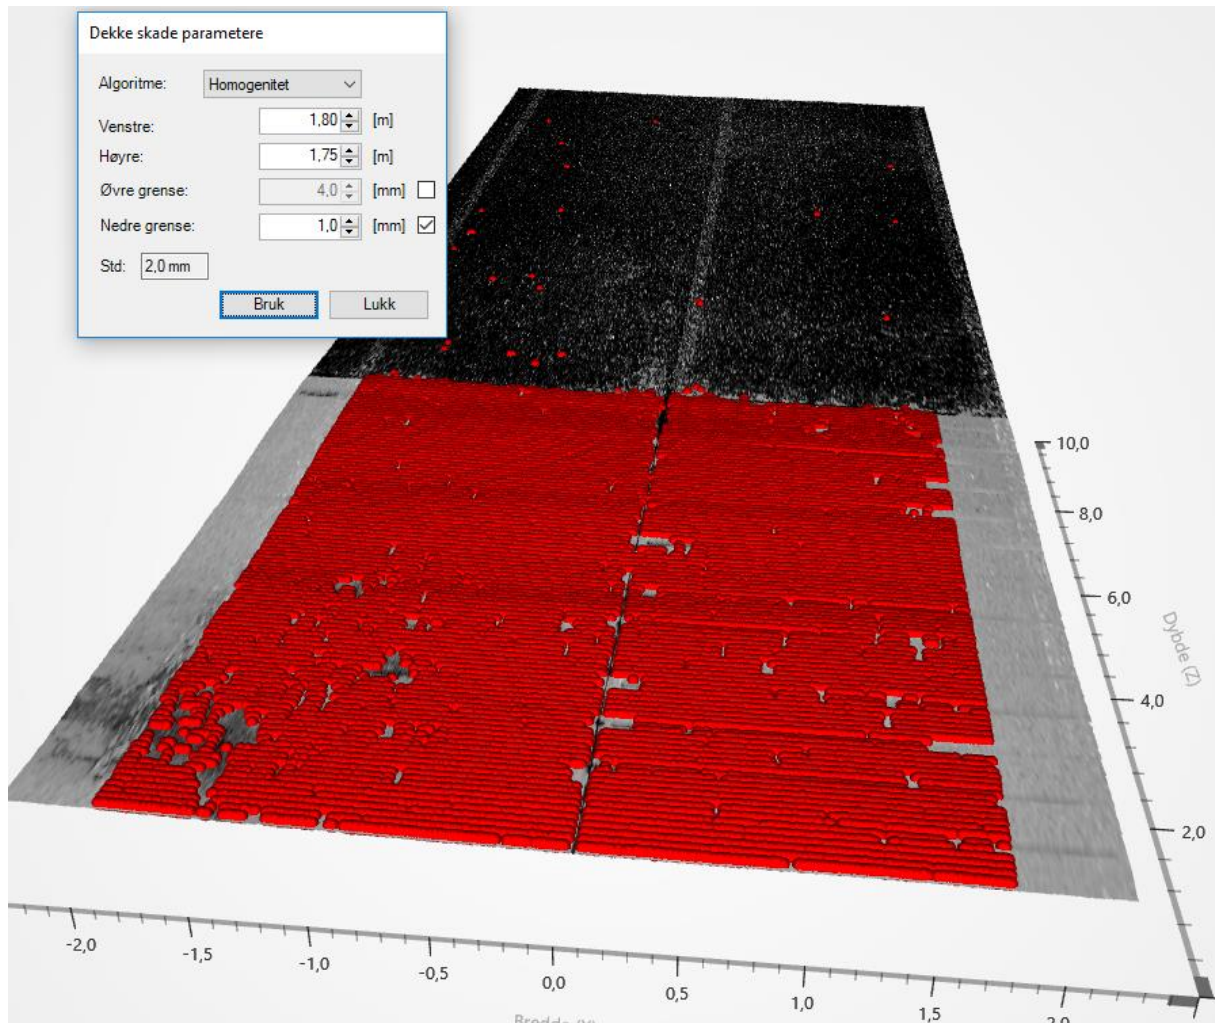 Dekke skade parametere
Algoritme: Homogenitet
Venstre: 1,80 [m]
Høyre: 1,75 [m]
Øvre grense: 4,0 [mm]
Nedre grense: 1,0 [mm]
Std: 2,0 mm
Bruk Lukk
10,0
8,0
6,0
Dybde (Z)
4,0
2,0
-2,0 -1,5 -1,0 -0,5 0,0 0,5 1,0 1,5 2,0